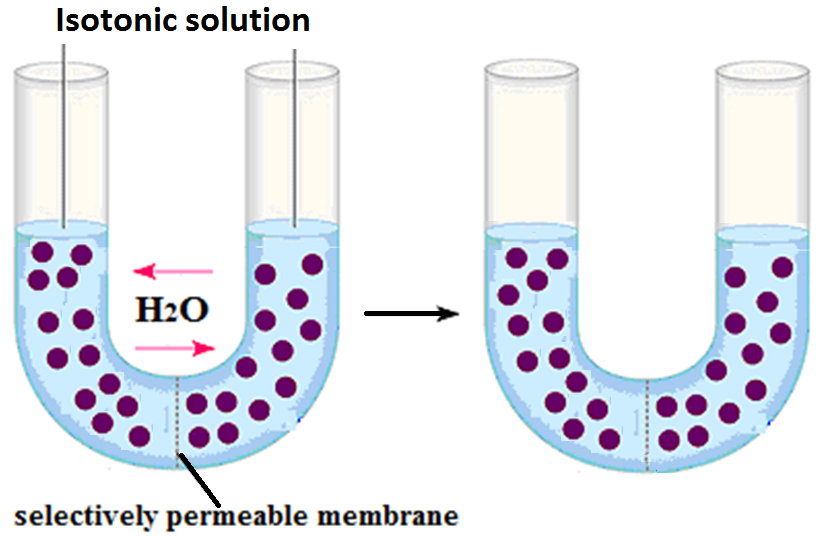 Isotonic solution
H2O
selectively permeable membrane